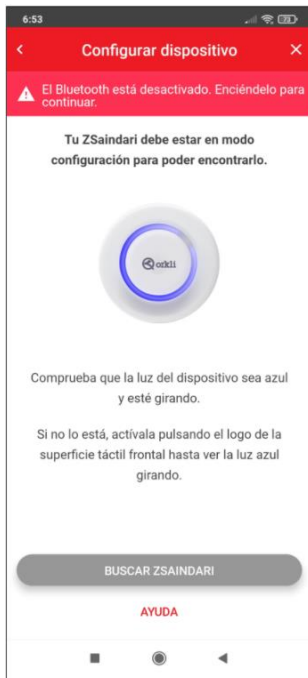 6:53
73
Configurar dispositivo
El Bluetooth está desactivado. Enciéndelo para
continuar.
Tu ZSaindari debe estar en modo
configuración para poder encontrarlo.
orkli
Comprueba que la luz del dispositivo sea azul
y esté girando.
Si no lo está, actívala pulsando el logo de la
superficie táctil frontal hasta ver la luz azul
girando.
BUSCAR ZSAINDARI
AYUDA